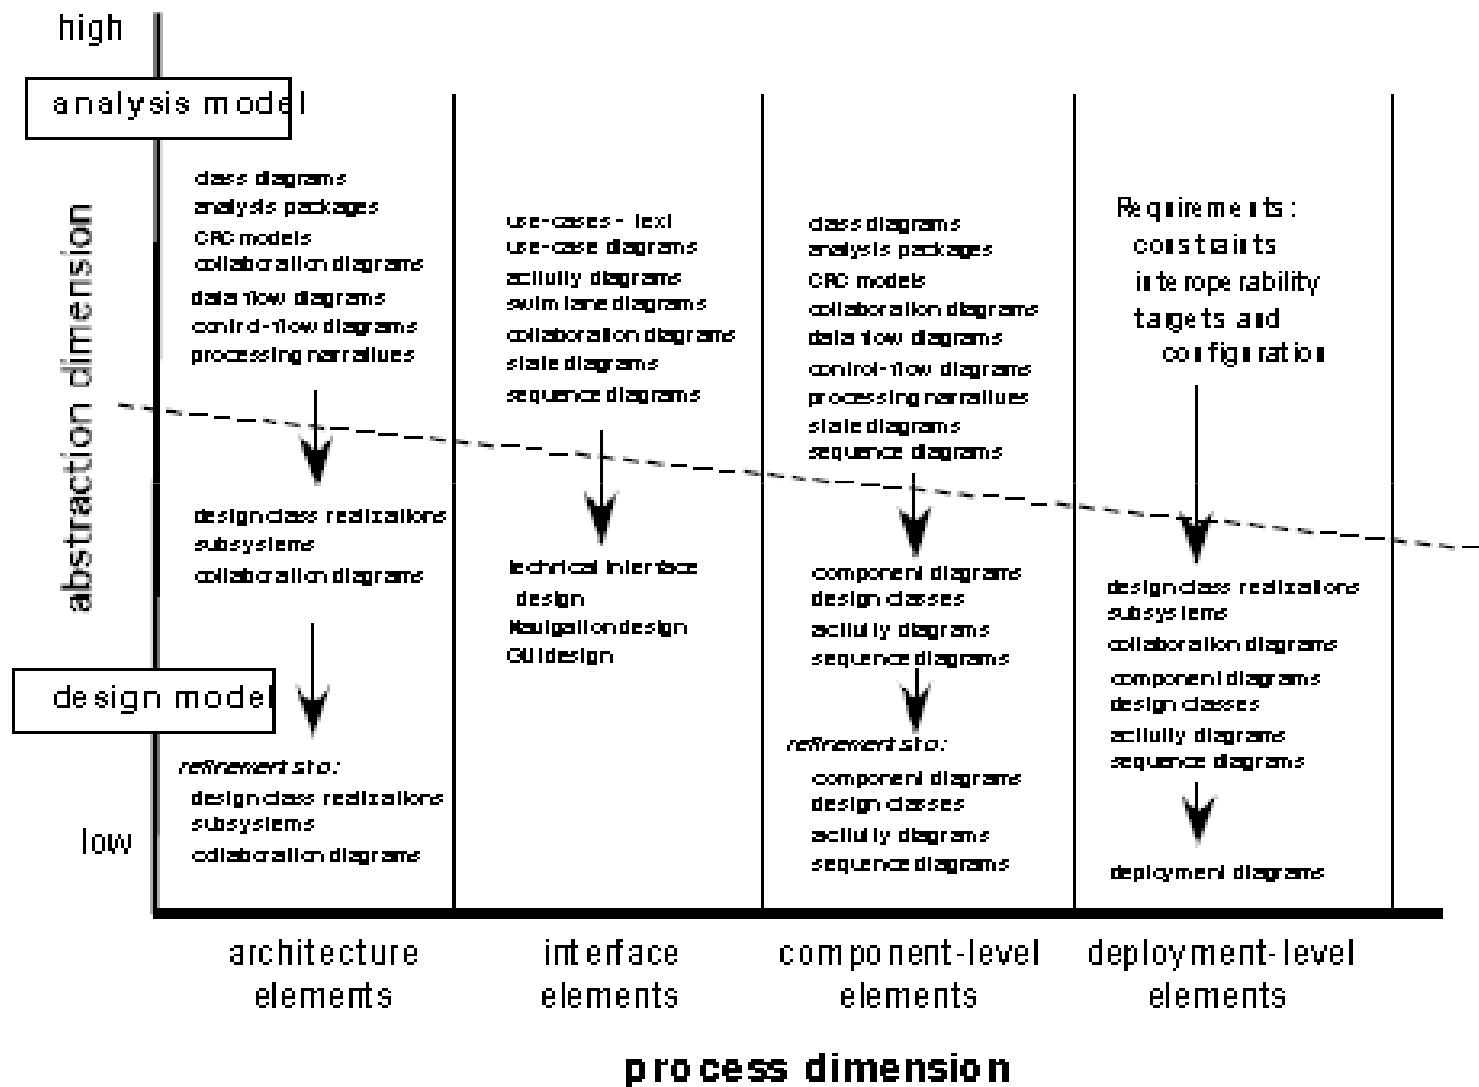 high
analysis model
abstraction dimension
design model
low
class diagrams
analysis packages
CRC models
collaboration diagrams
data flow diagrams
control-flow diagrams
processing narratives
design class realizations
subsystems
collaboration diagrams
refinements to:
design class realizations
subsystems
collaboration diagrams
use-cases - text
use-case diagrams
activity diagrams
swim lane diagrams
collaboration diagrams
state diagrams
sequence diagrams
technical interface
design
Navigation design
GUI design
class diagrams
analysis packages
CRC models
collaboration diagrams
data flow diagrams
control-flow diagrams
processing narratives
state diagrams
sequence diagrams
component diagrams
design classes
activity diagrams
sequence diagrams
refinements to:
component diagrams
design classes
activity diagrams
sequence diagrams
Requirements:
constraints
interoperability
targets and
configuration
design class realizations
subsystems
collaboration diagrams
component diagrams
design classes
activity diagrams
sequence diagrams
deployment diagrams
architecture
elements
interface
elements
component-level
elements
deployment-level
elements
process dimension